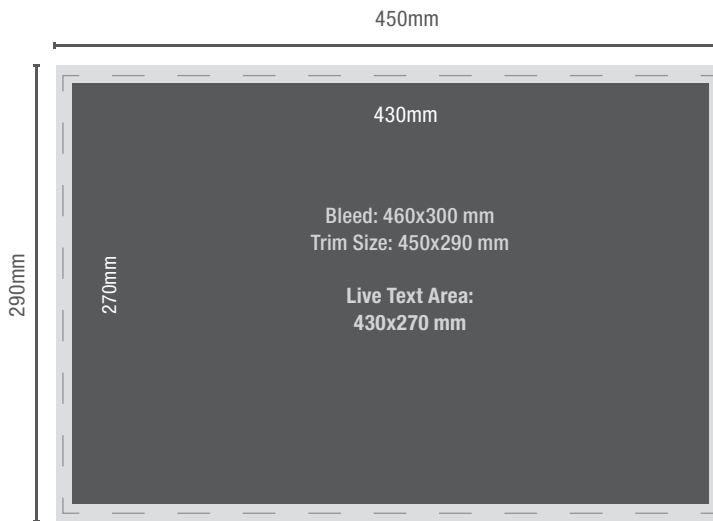 450mm
430mm
Bleed: 460x300 mm
Trim Size: 450x290 mm
290mm
270mm
Live Text Area:
430x270 mm